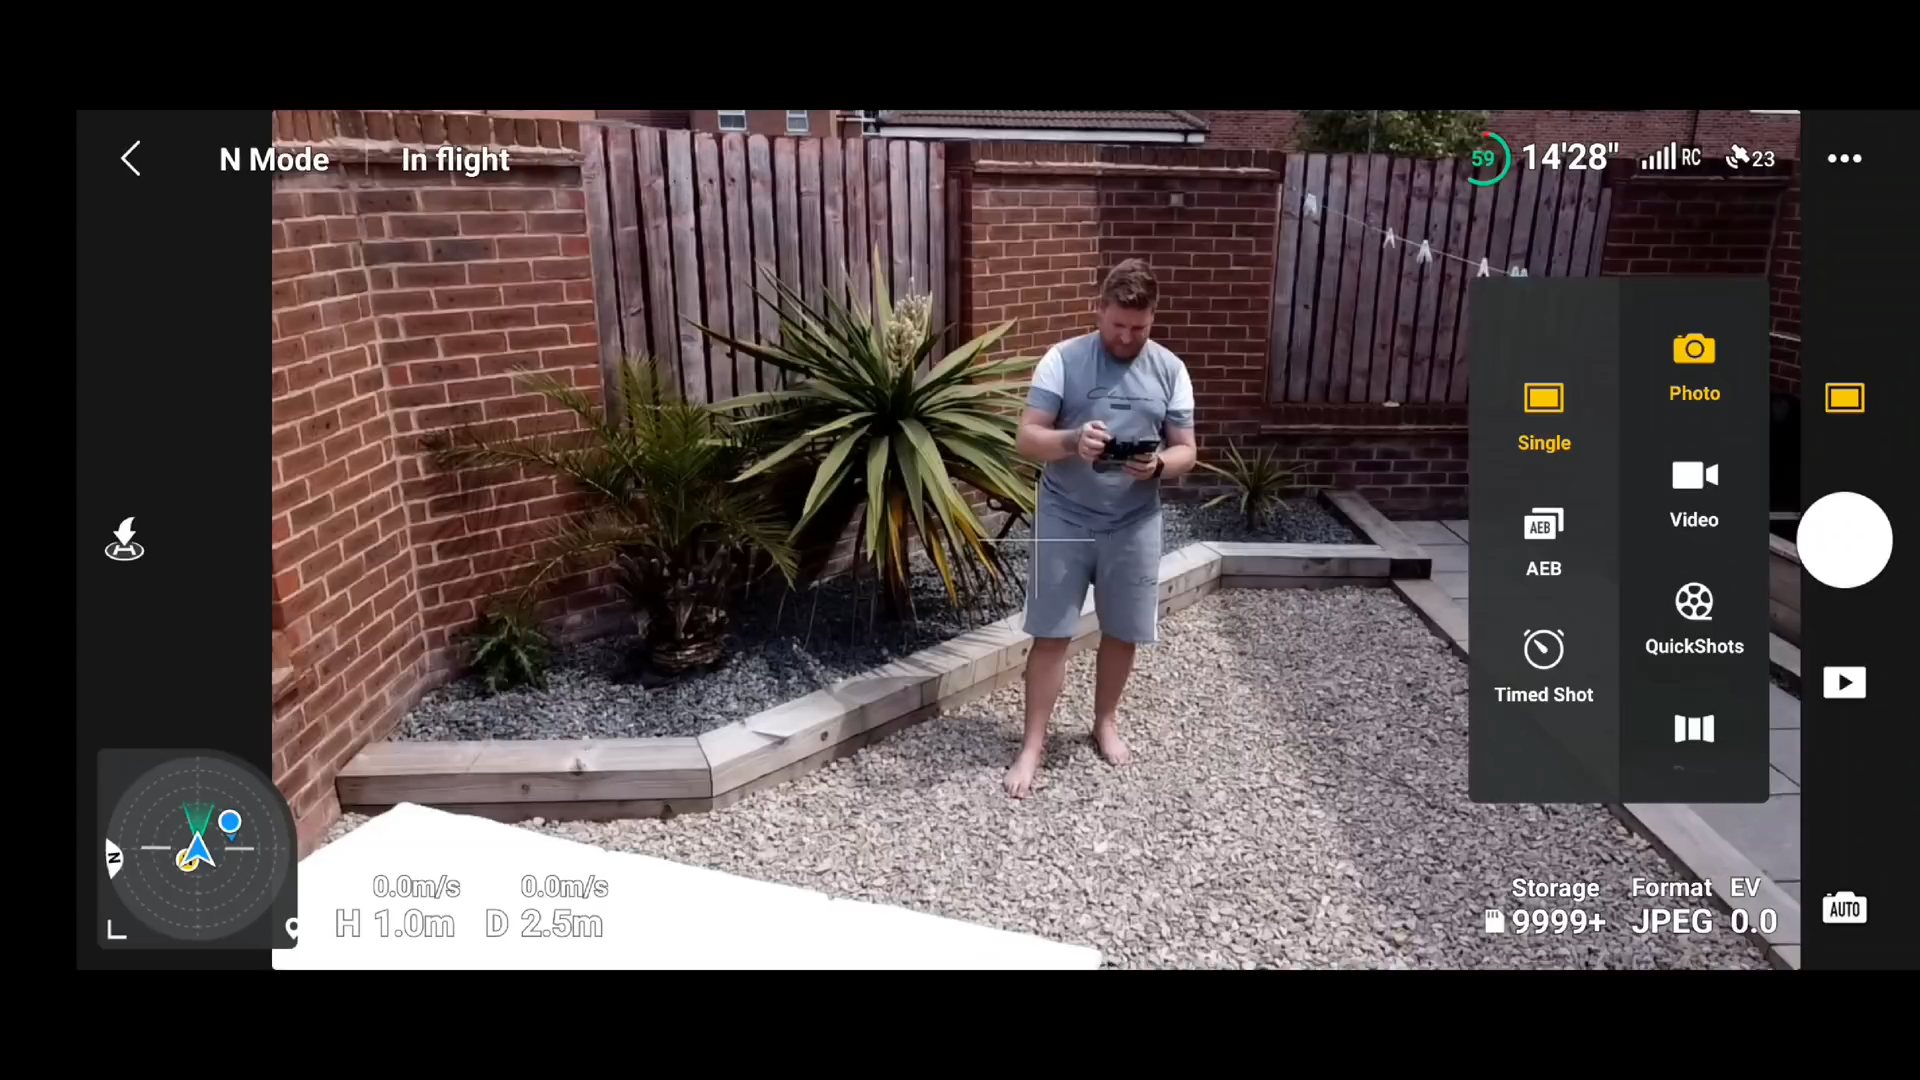 N Mode
In flight
59
14'28"
RC
23
Photo
Single
Video
AEB
AEB
QuickShots
Timed Shot
N
0.0m/s
0.0m/s
H 1.0m
D 2.5m
Storage
Format
EV
9999+
JPEG
0.0
AUTO